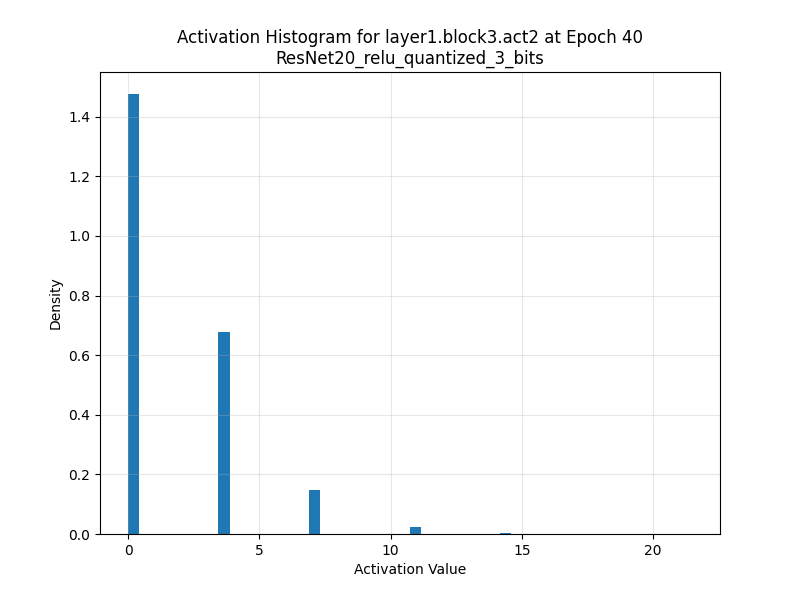 Activation Histogram for layer1.block3.act2 at Epoch 40
ResNet20_relu_quantized_3_bits
1.4
1.2
1.0
0.8
0.6
0.4
0.2
0.0
Density
0 5 10 15 20
Activation Value